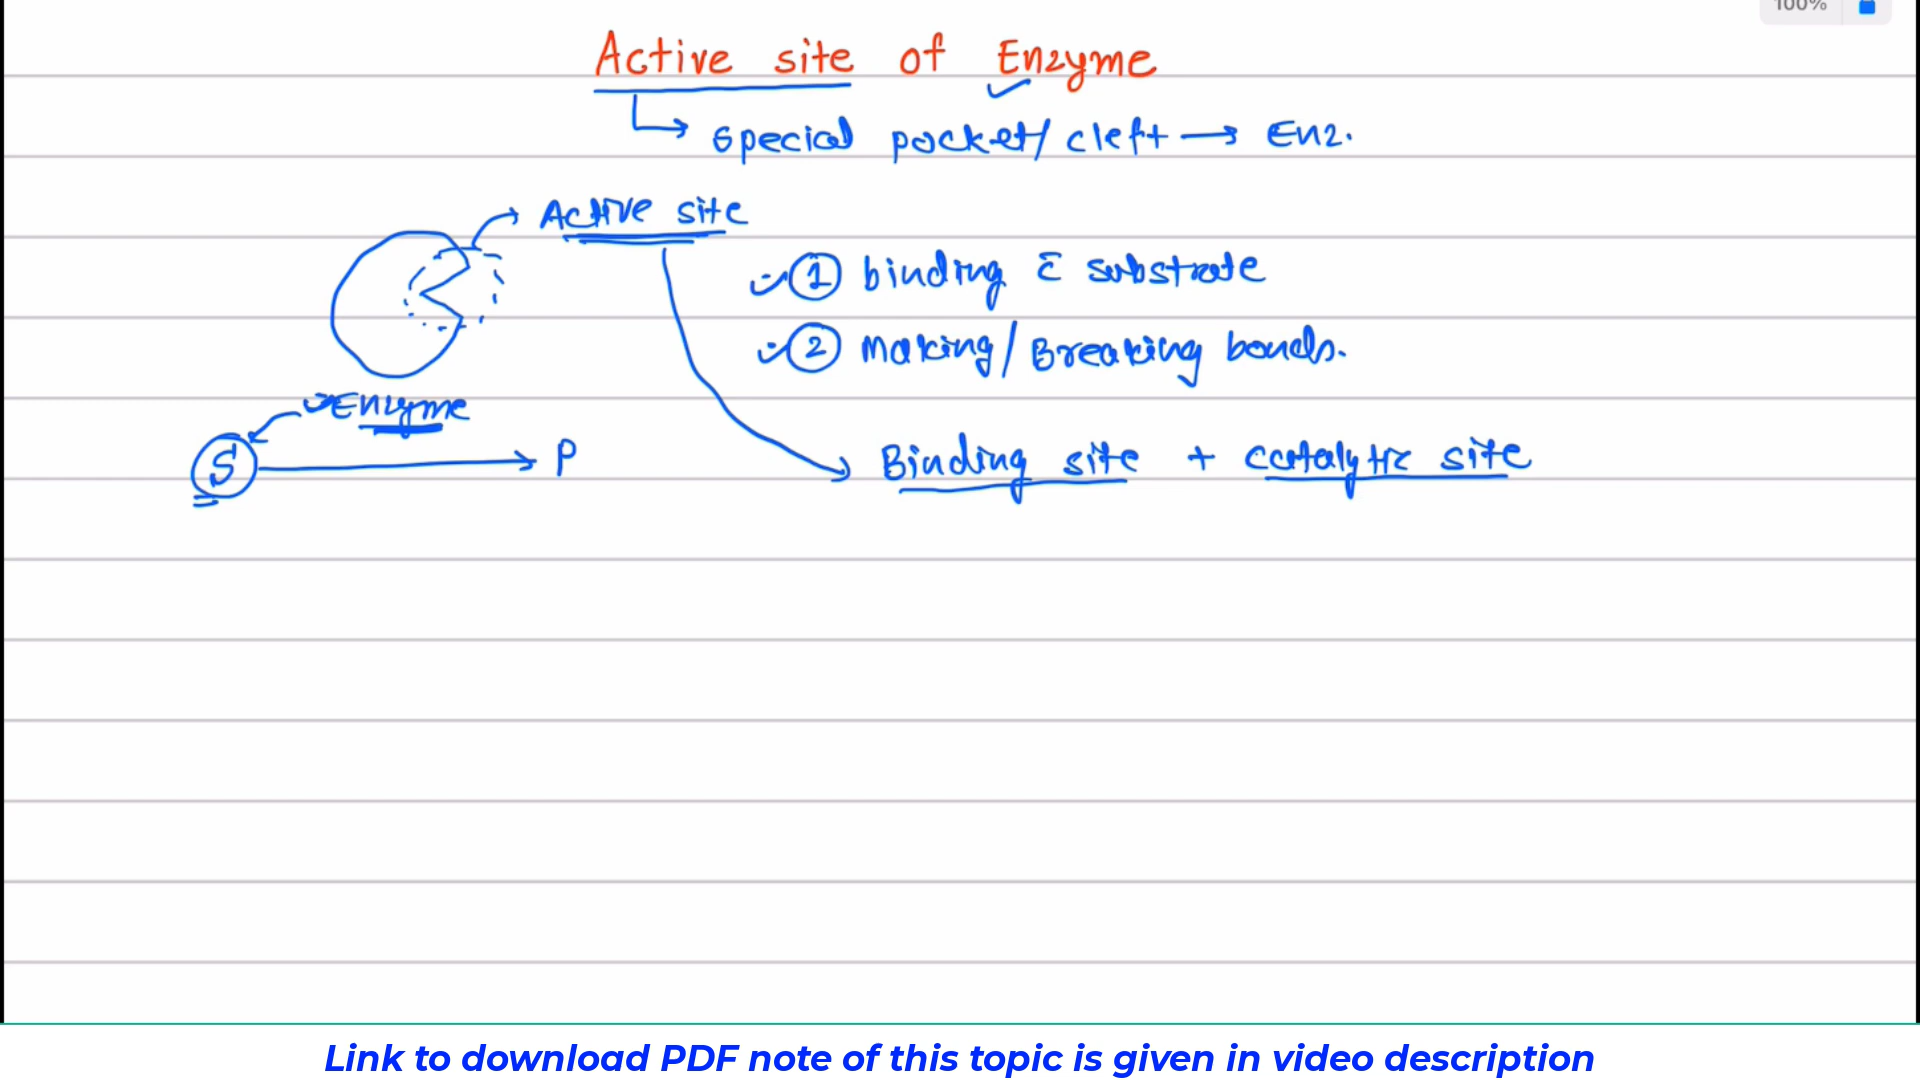 100%
Active site of Enzyme
special pocket/cleft → Enz.
Active site
① binding c̄ substrate
② Making/Breaking bonds.
Enzyme
S → P
Binding site + catalytic site
Link to download PDF note of this topic is given in video description